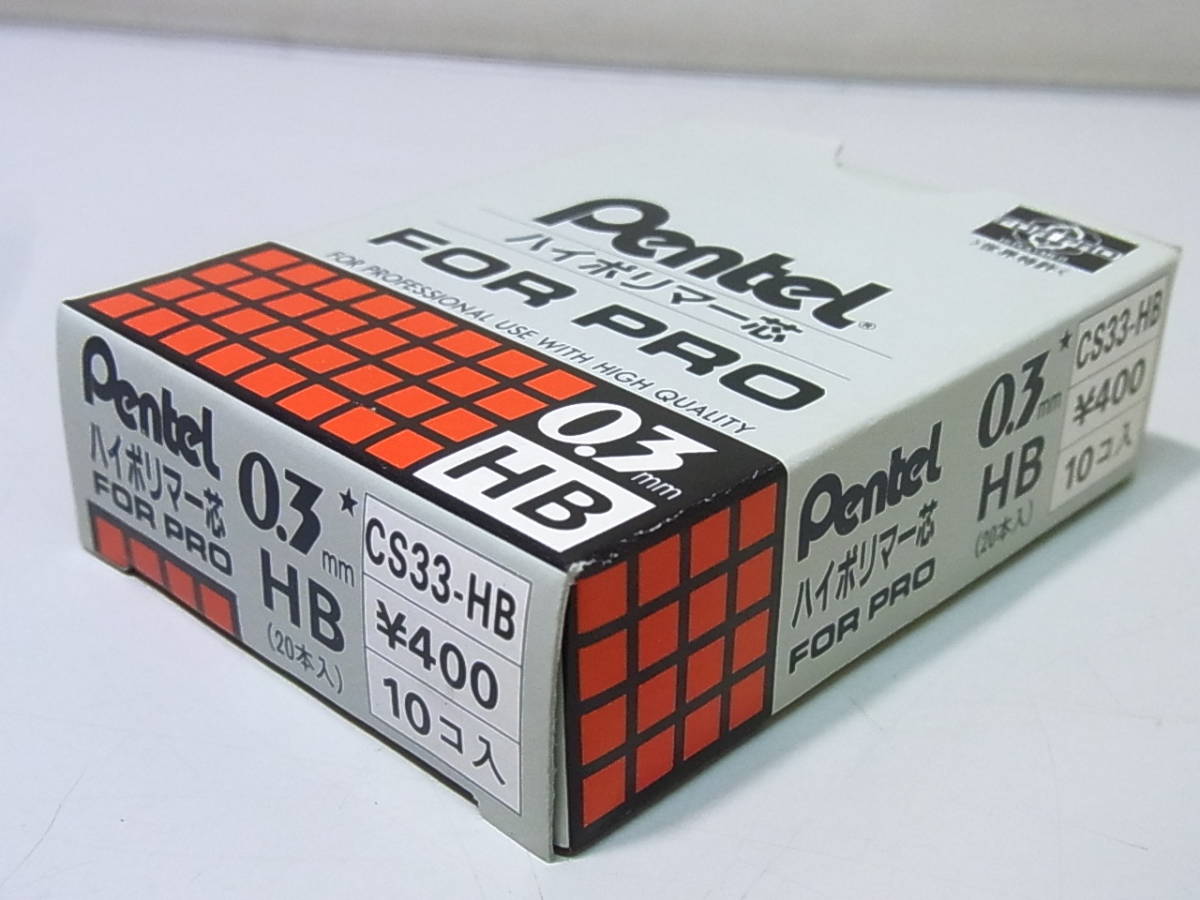 Pentel®
ハイポリマー芯
FOR PRO
FOR PROFESSIONAL USE WITH HIGH QUALITY
0.3mm
HB
Pentel
ハイポリマー芯
FOR PRO
0.3mm
HB
(20本入)
★
CS33-HB
¥400
10コ入
Pentel
ハイポリマー芯
FOR PRO
0.3mm
HB
(20本入)
★
CS33-HB
¥400
10コ入